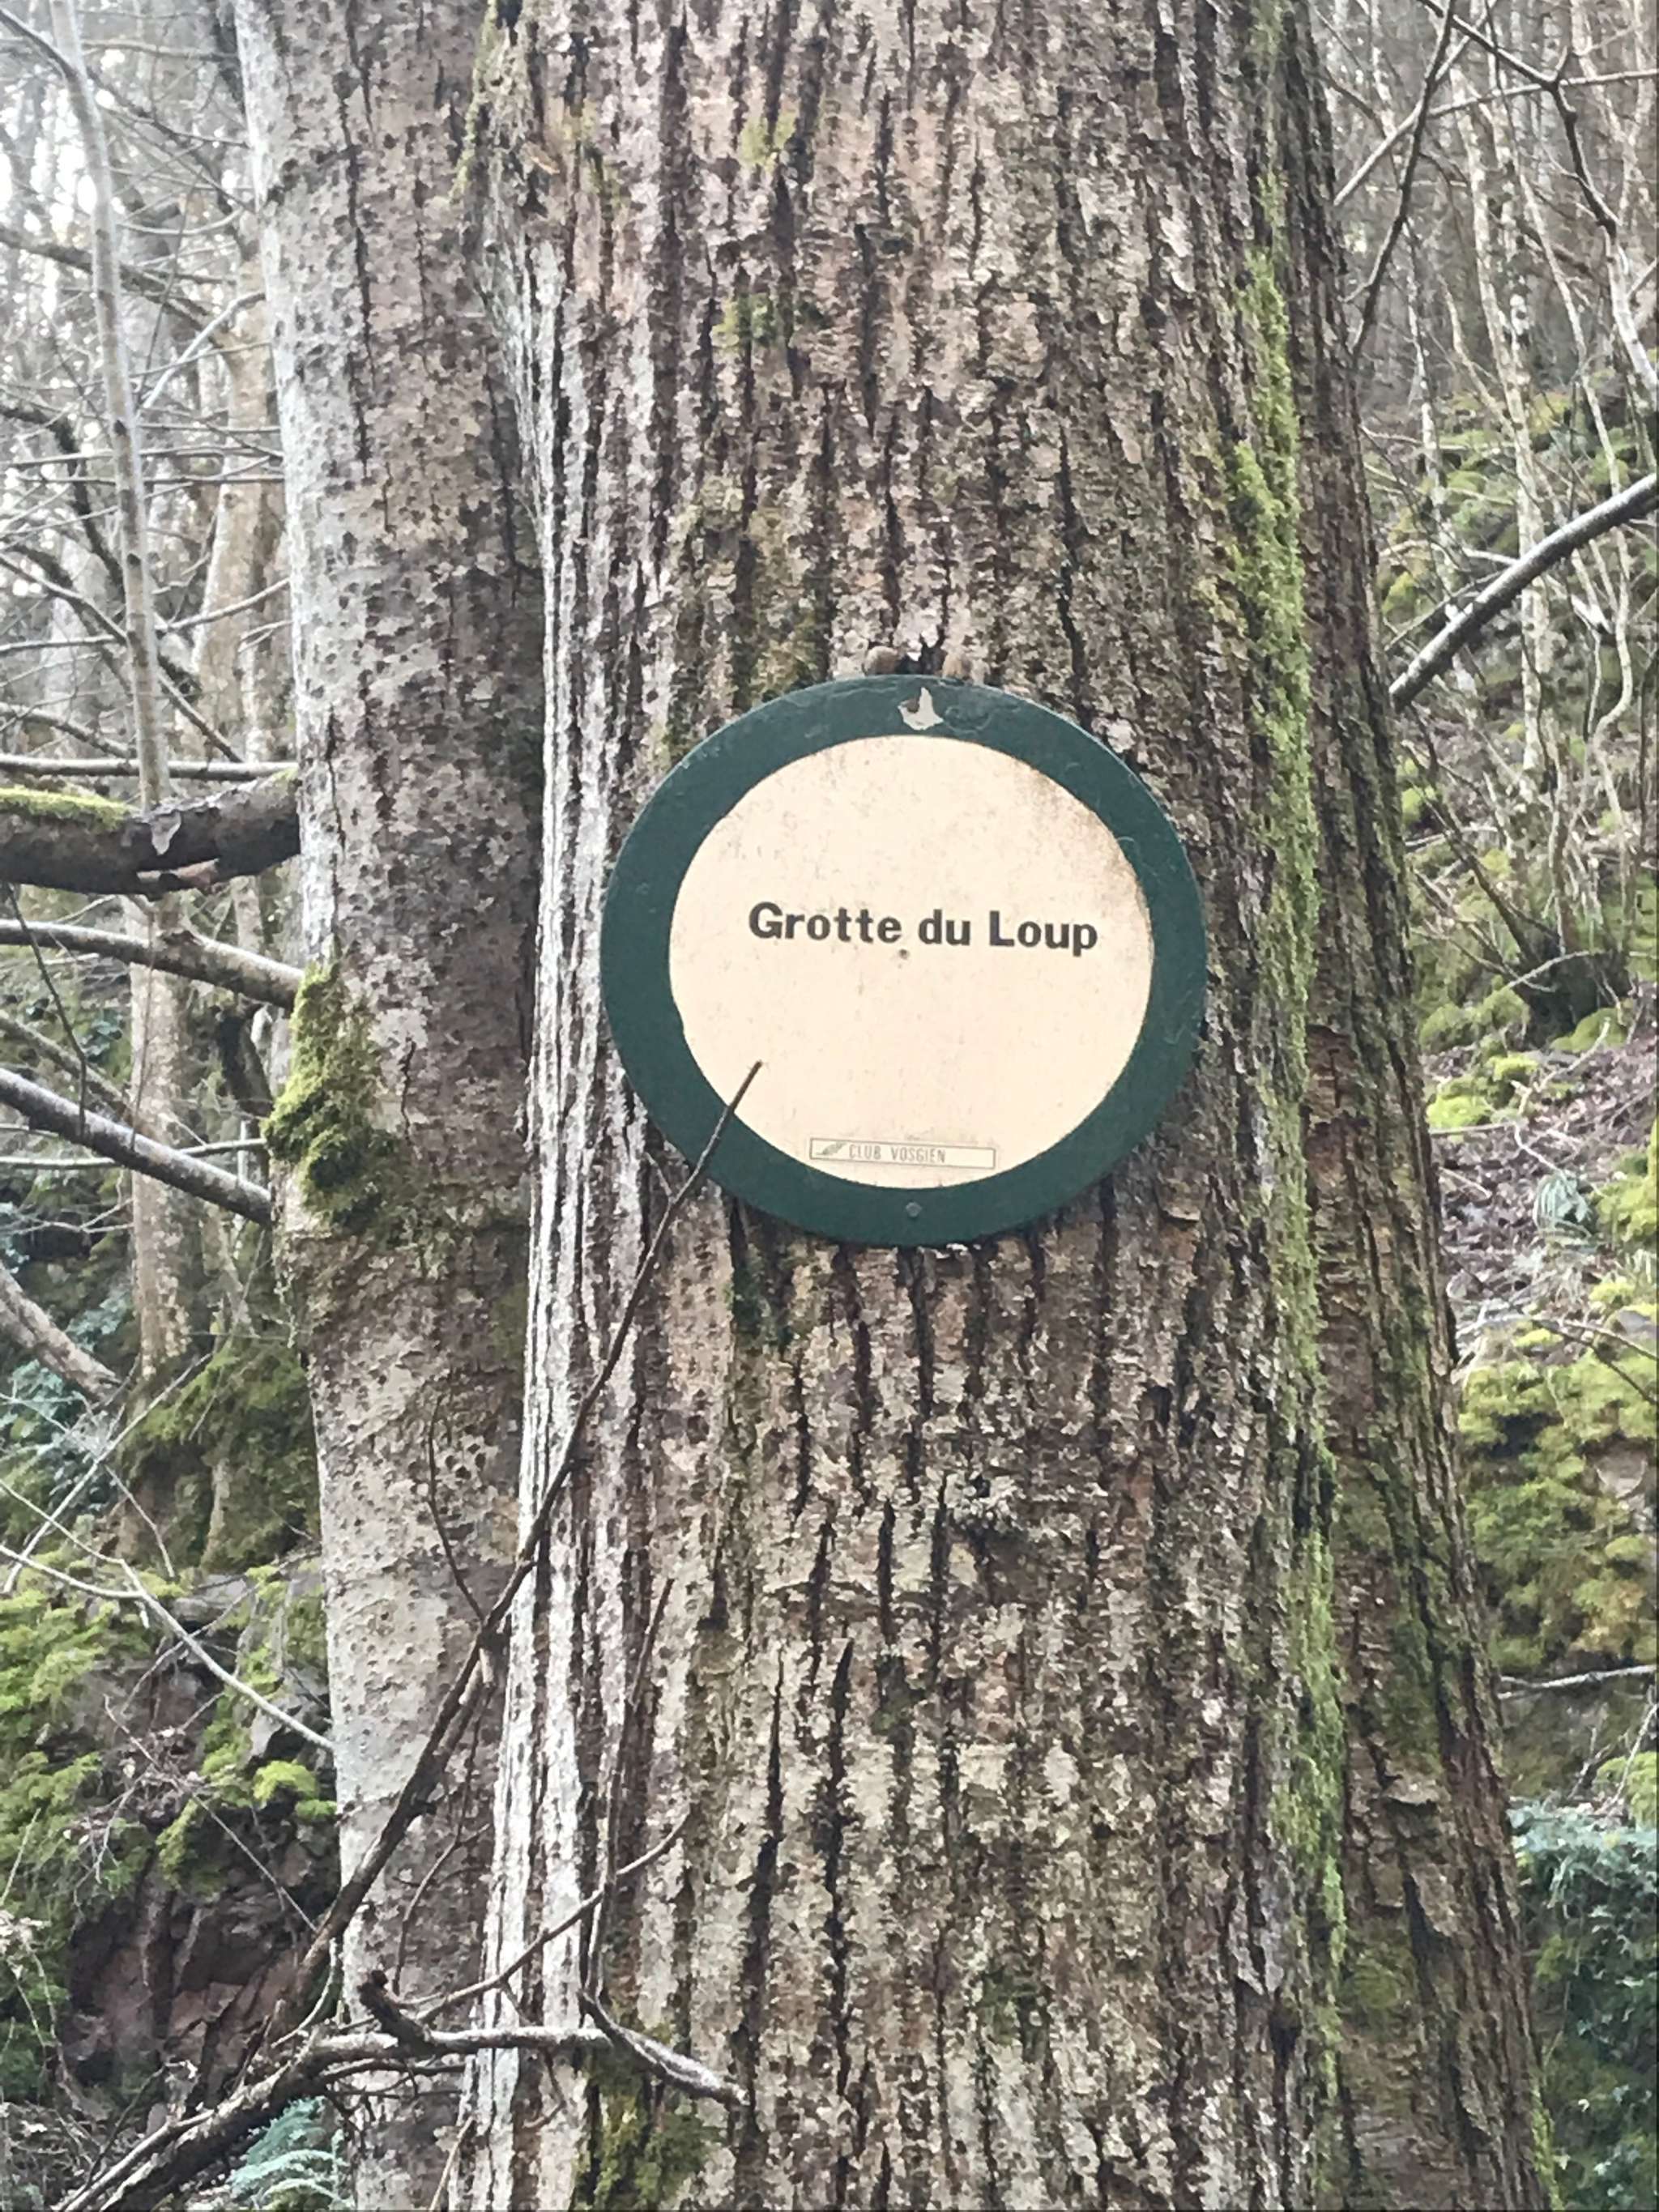 Grotte du Loup
CLUB VOSGIEN